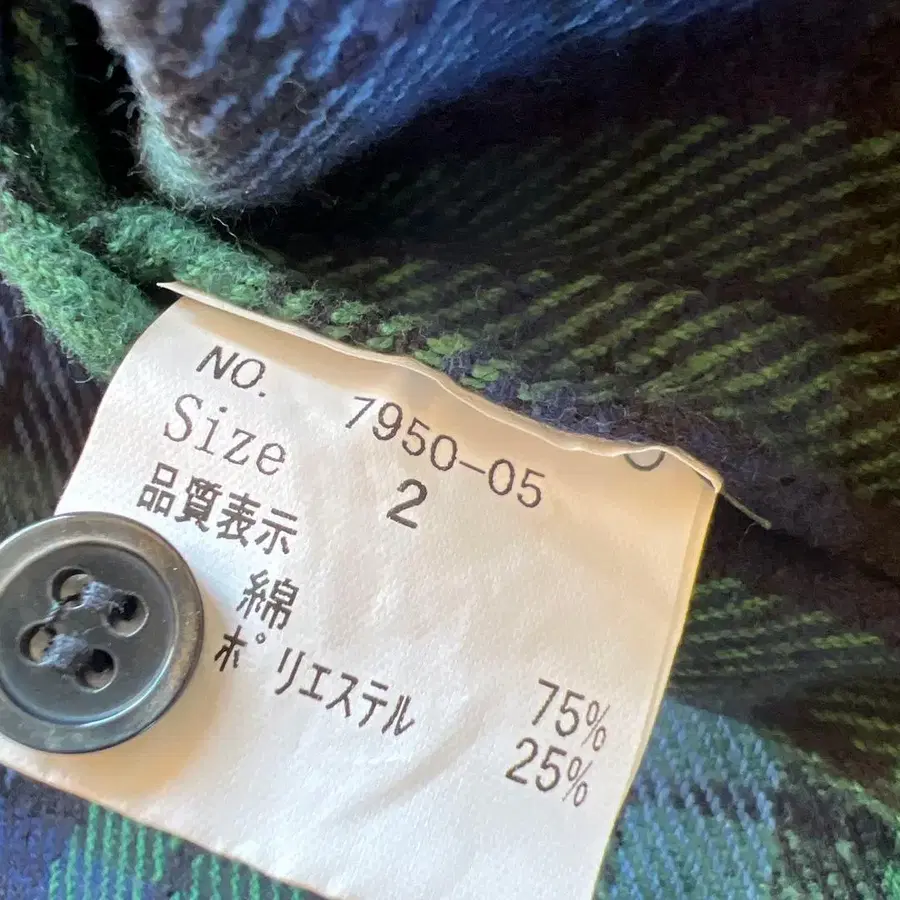 NO. 7950-05
Size 2
品質表示
綿 75%
ポリエステル 25%